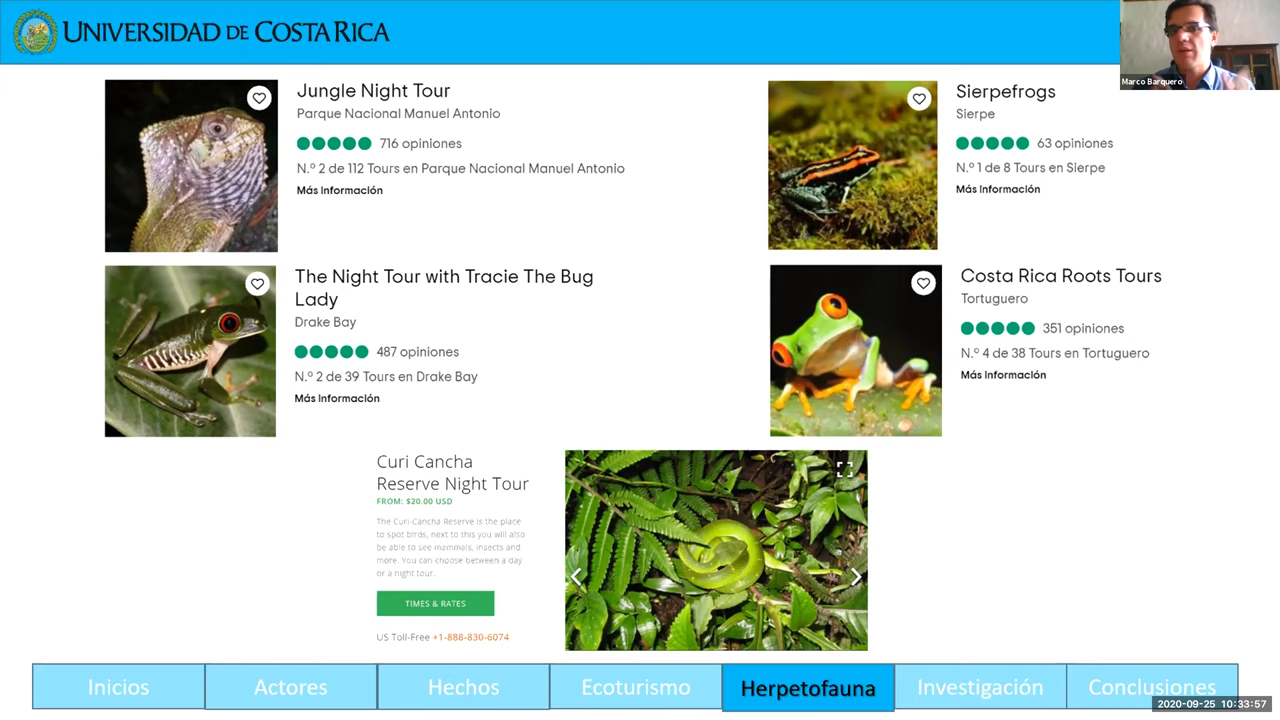 UNIVERSIDAD DE COSTA RICA
Marco Barquero
Jungle Night Tour
Parque Nacional Manuel Antonio
716 opiniones
N.º 2 de 112 Tours en Parque Nacional Manuel Antonio
Más información
Sierpefrogs
Sierpe
63 opiniones
N.º 1 de 8 Tours en Sierpe
Más información
The Night Tour with Tracie The Bug
Lady
Drake Bay
487 opiniones
N.º 2 de 39 Tours en Drake Bay
Más información
Costa Rica Roots Tours
Tortuguero
351 opiniones
N.º 4 de 38 Tours en Tortuguero
Más información
Curi Cancha
Reserve Night Tour
FROM: $20.00 USD
The Curi-Cancha Reserve is the place
to spot birds, next to this you will also
be able to see mammals, insects and
more. You can choose between a day
or a night tour.
TIMES & RATES
US Toll-Free +1-888-830-6074
Inicios
Actores
Hechos
Ecoturismo
Herpetofauna
Investigación
Conclusiones
2020-09-25 10:33:57